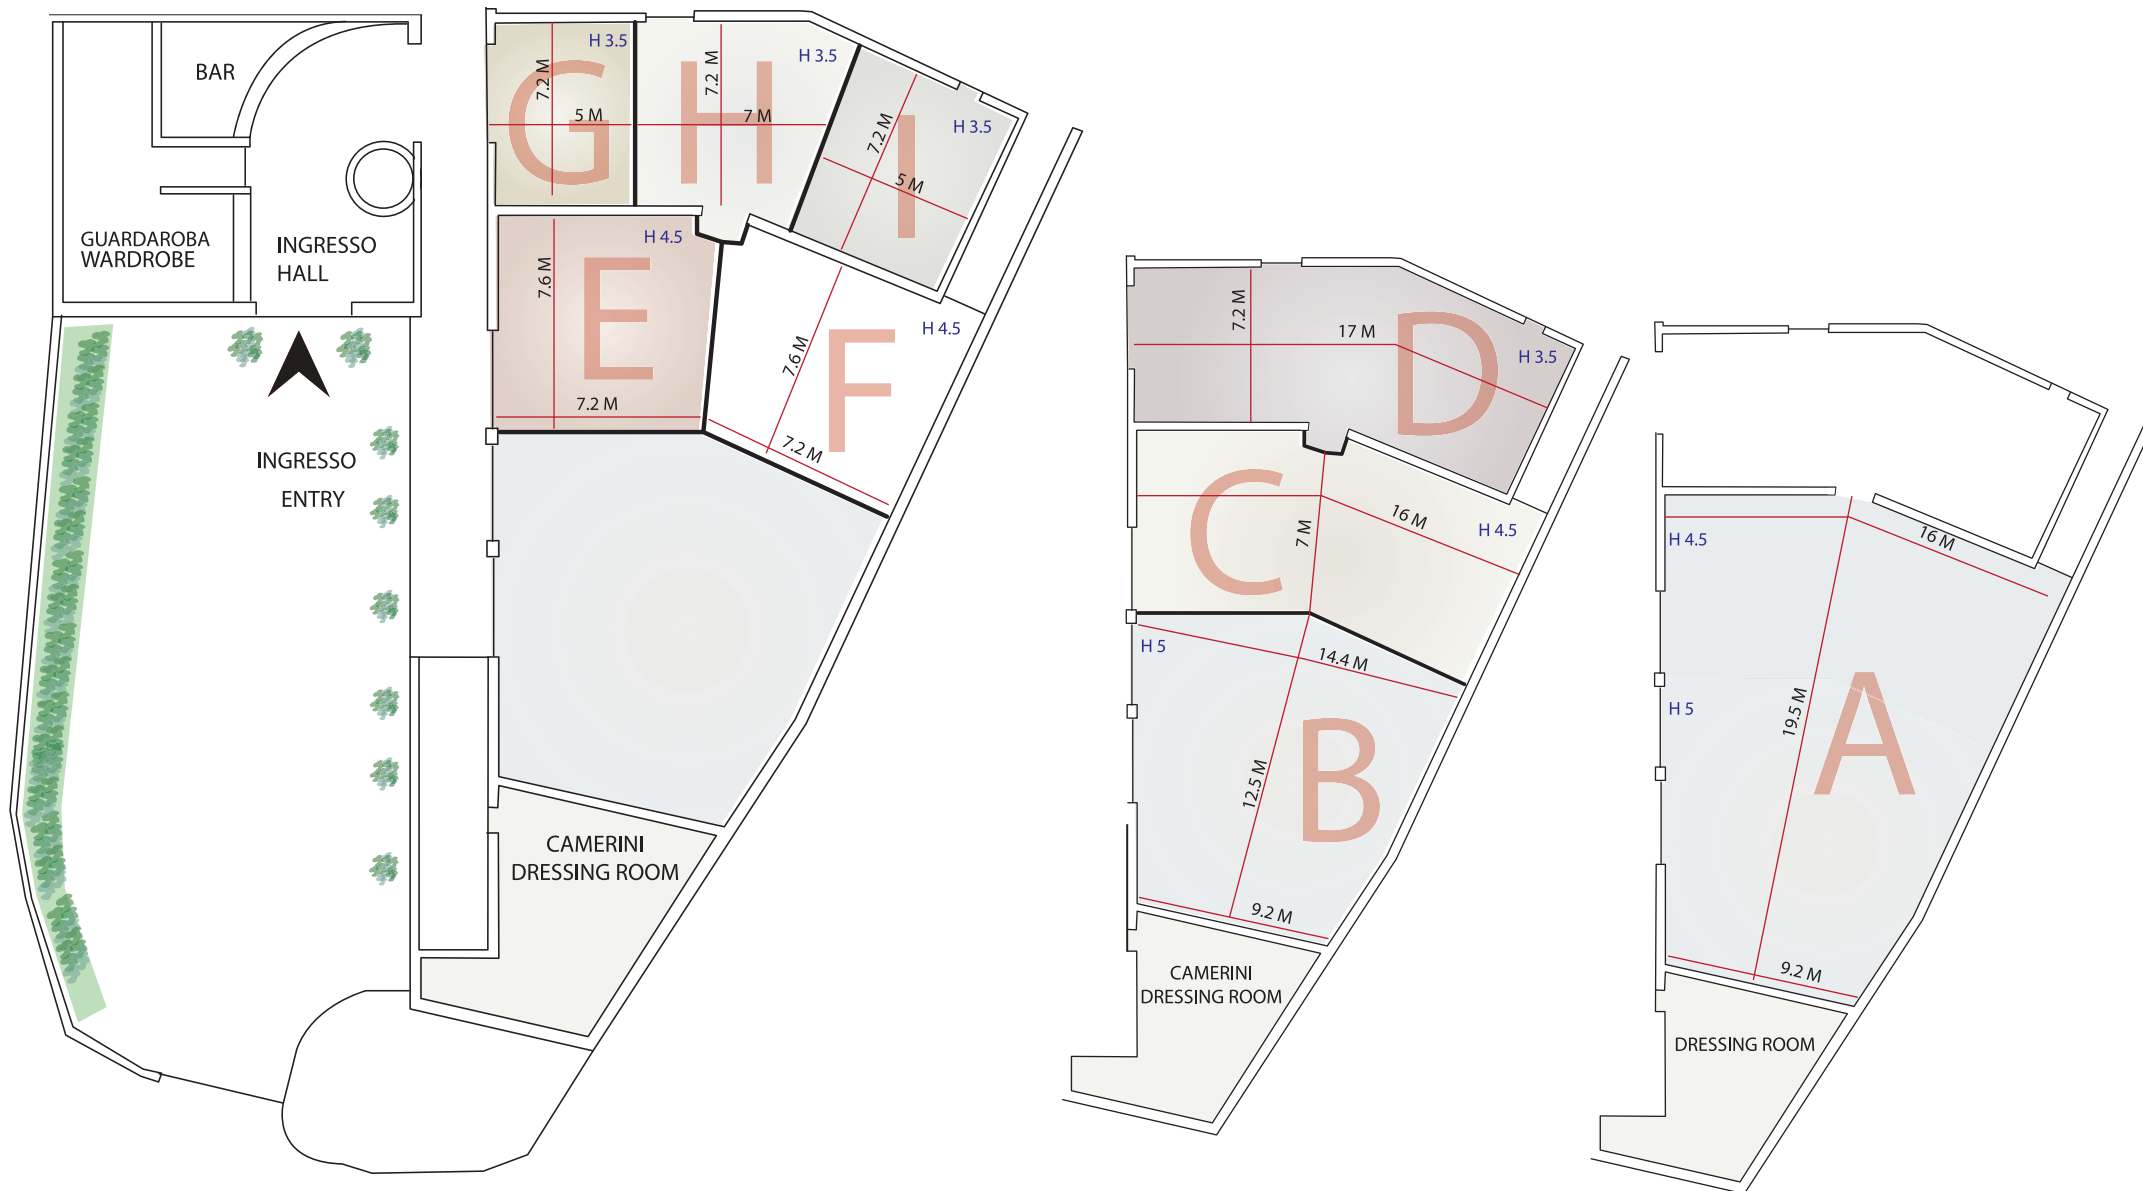 BAR
GUARDAROBA
WARDROBE
INGRESSO
HALL
INGRESSO
ENTRY
G
H 3.5
7.2 M
5 M
H
H 3.5
7.2 M
7 M
I
H 3.5
7.2 M
5 M
E
H 4.5
7.6 M
7.2 M
F
H 4.5
7.6 M
7.2 M
CAMERINI
DRESSING ROOM
D
7.2 M
17 M
H 3.5
C
16 M
7 M
H 4.5
B
H 5
14.4 M
12.5 M
9.2 M
CAMERINI
DRESSING ROOM
A
H 4.5
16 M
H 5
19.5 M
9.2 M
DRESSING ROOM